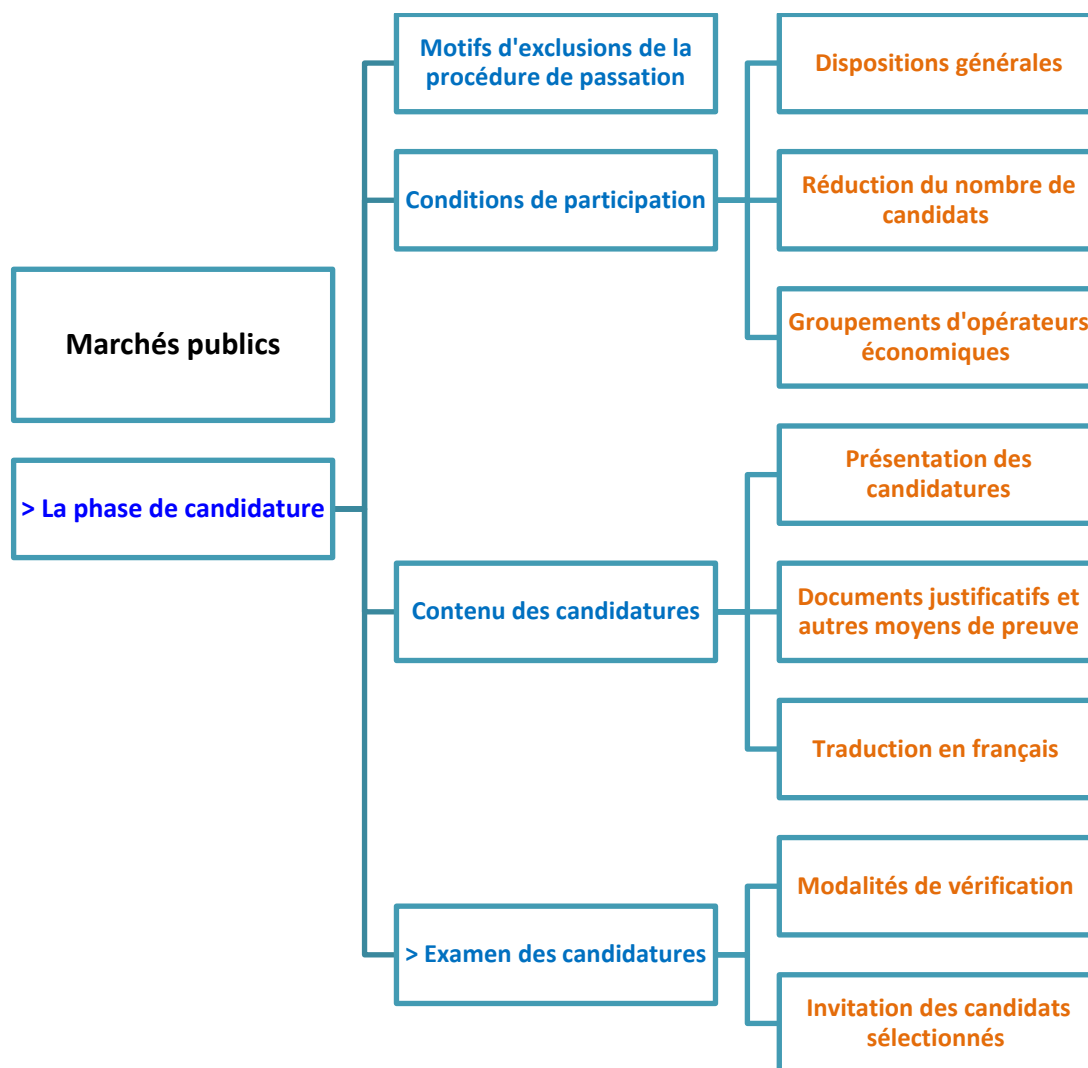 Marchés publics
> La phase de candidature
Motifs d'exclusions de la
procédure de passation
Conditions de participation
Dispositions générales
Réduction du nombre de
candidats
Groupements d'opérateurs
économiques
Contenu des candidatures
Présentation des
candidatures
Documents justificatifs et
autres moyens de preuve
Traduction en français
> Examen des candidatures
Modalités de vérification
Invitation des candidats
sélectionnés